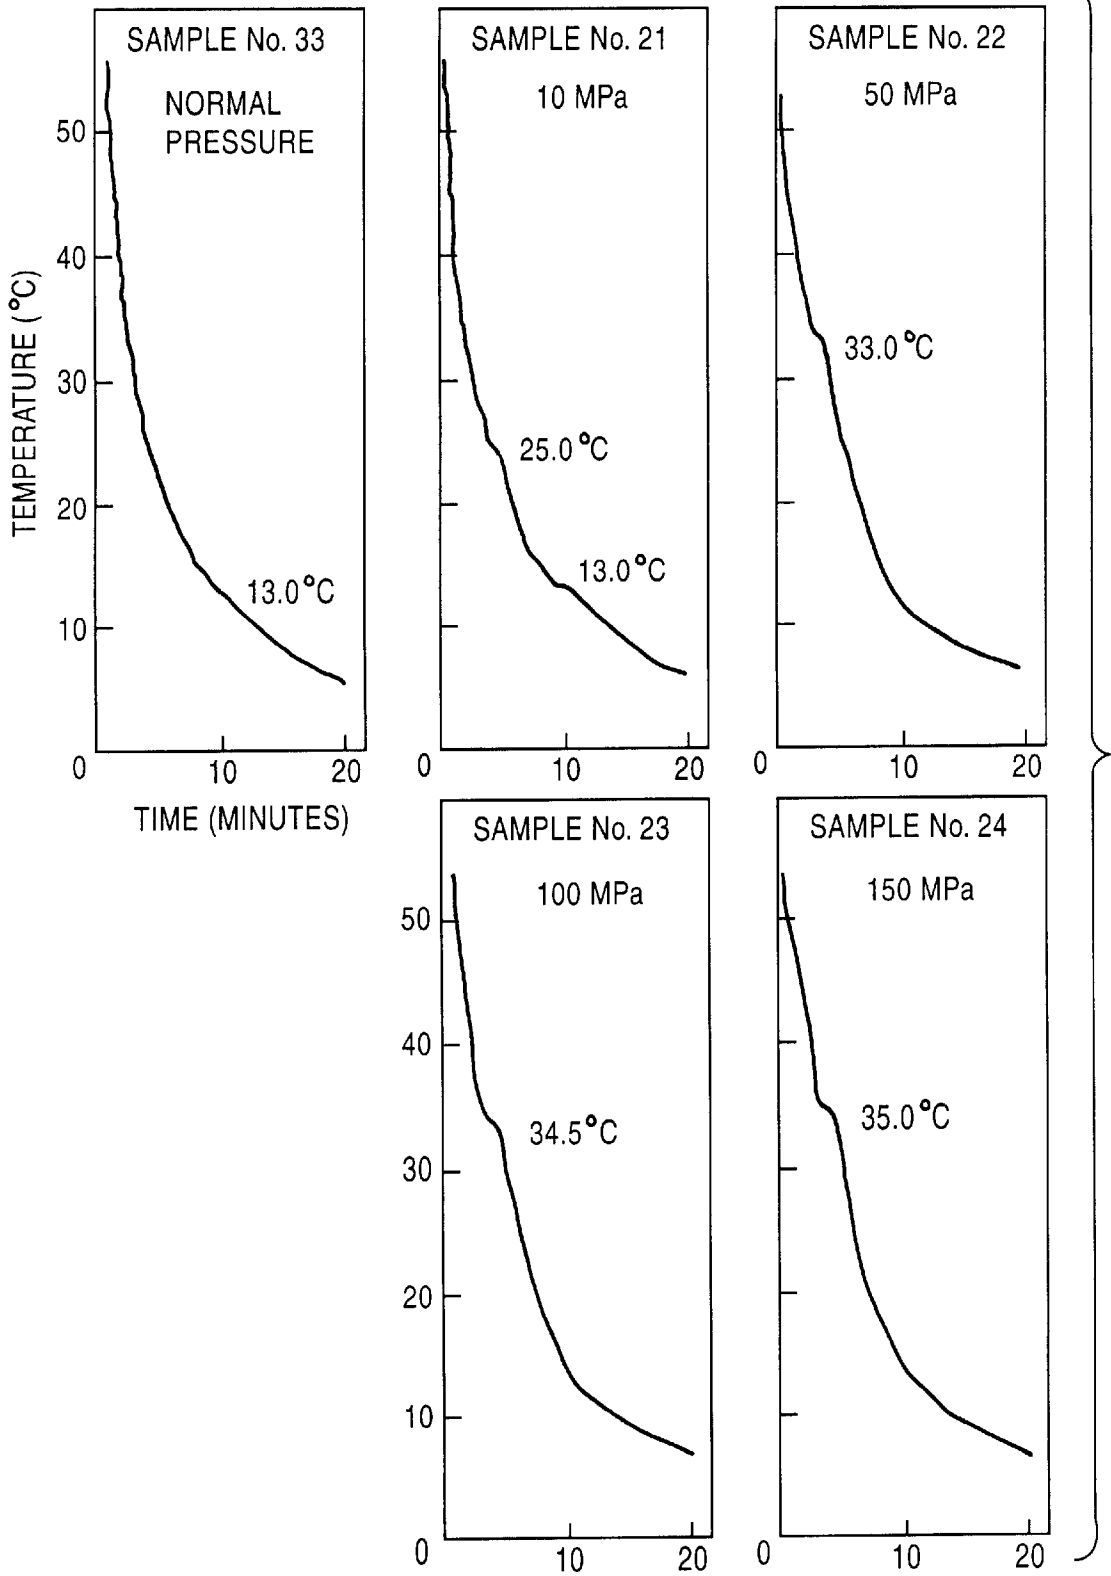 SAMPLE No. 33
NORMAL
PRESSURE
50
40
30
20
10
0
10
20
13.0°C
TEMPERATURE (°C)
TIME (MINUTES)
SAMPLE No. 21
10 MPa
25.0°C
13.0°C
0
10
20
SAMPLE No. 22
50 MPa
33.0°C
0
10
20
SAMPLE No. 23
100 MPa
50
40
30
20
10
0
10
20
34.5°C
SAMPLE No. 24
150 MPa
35.0°C
0
10
20